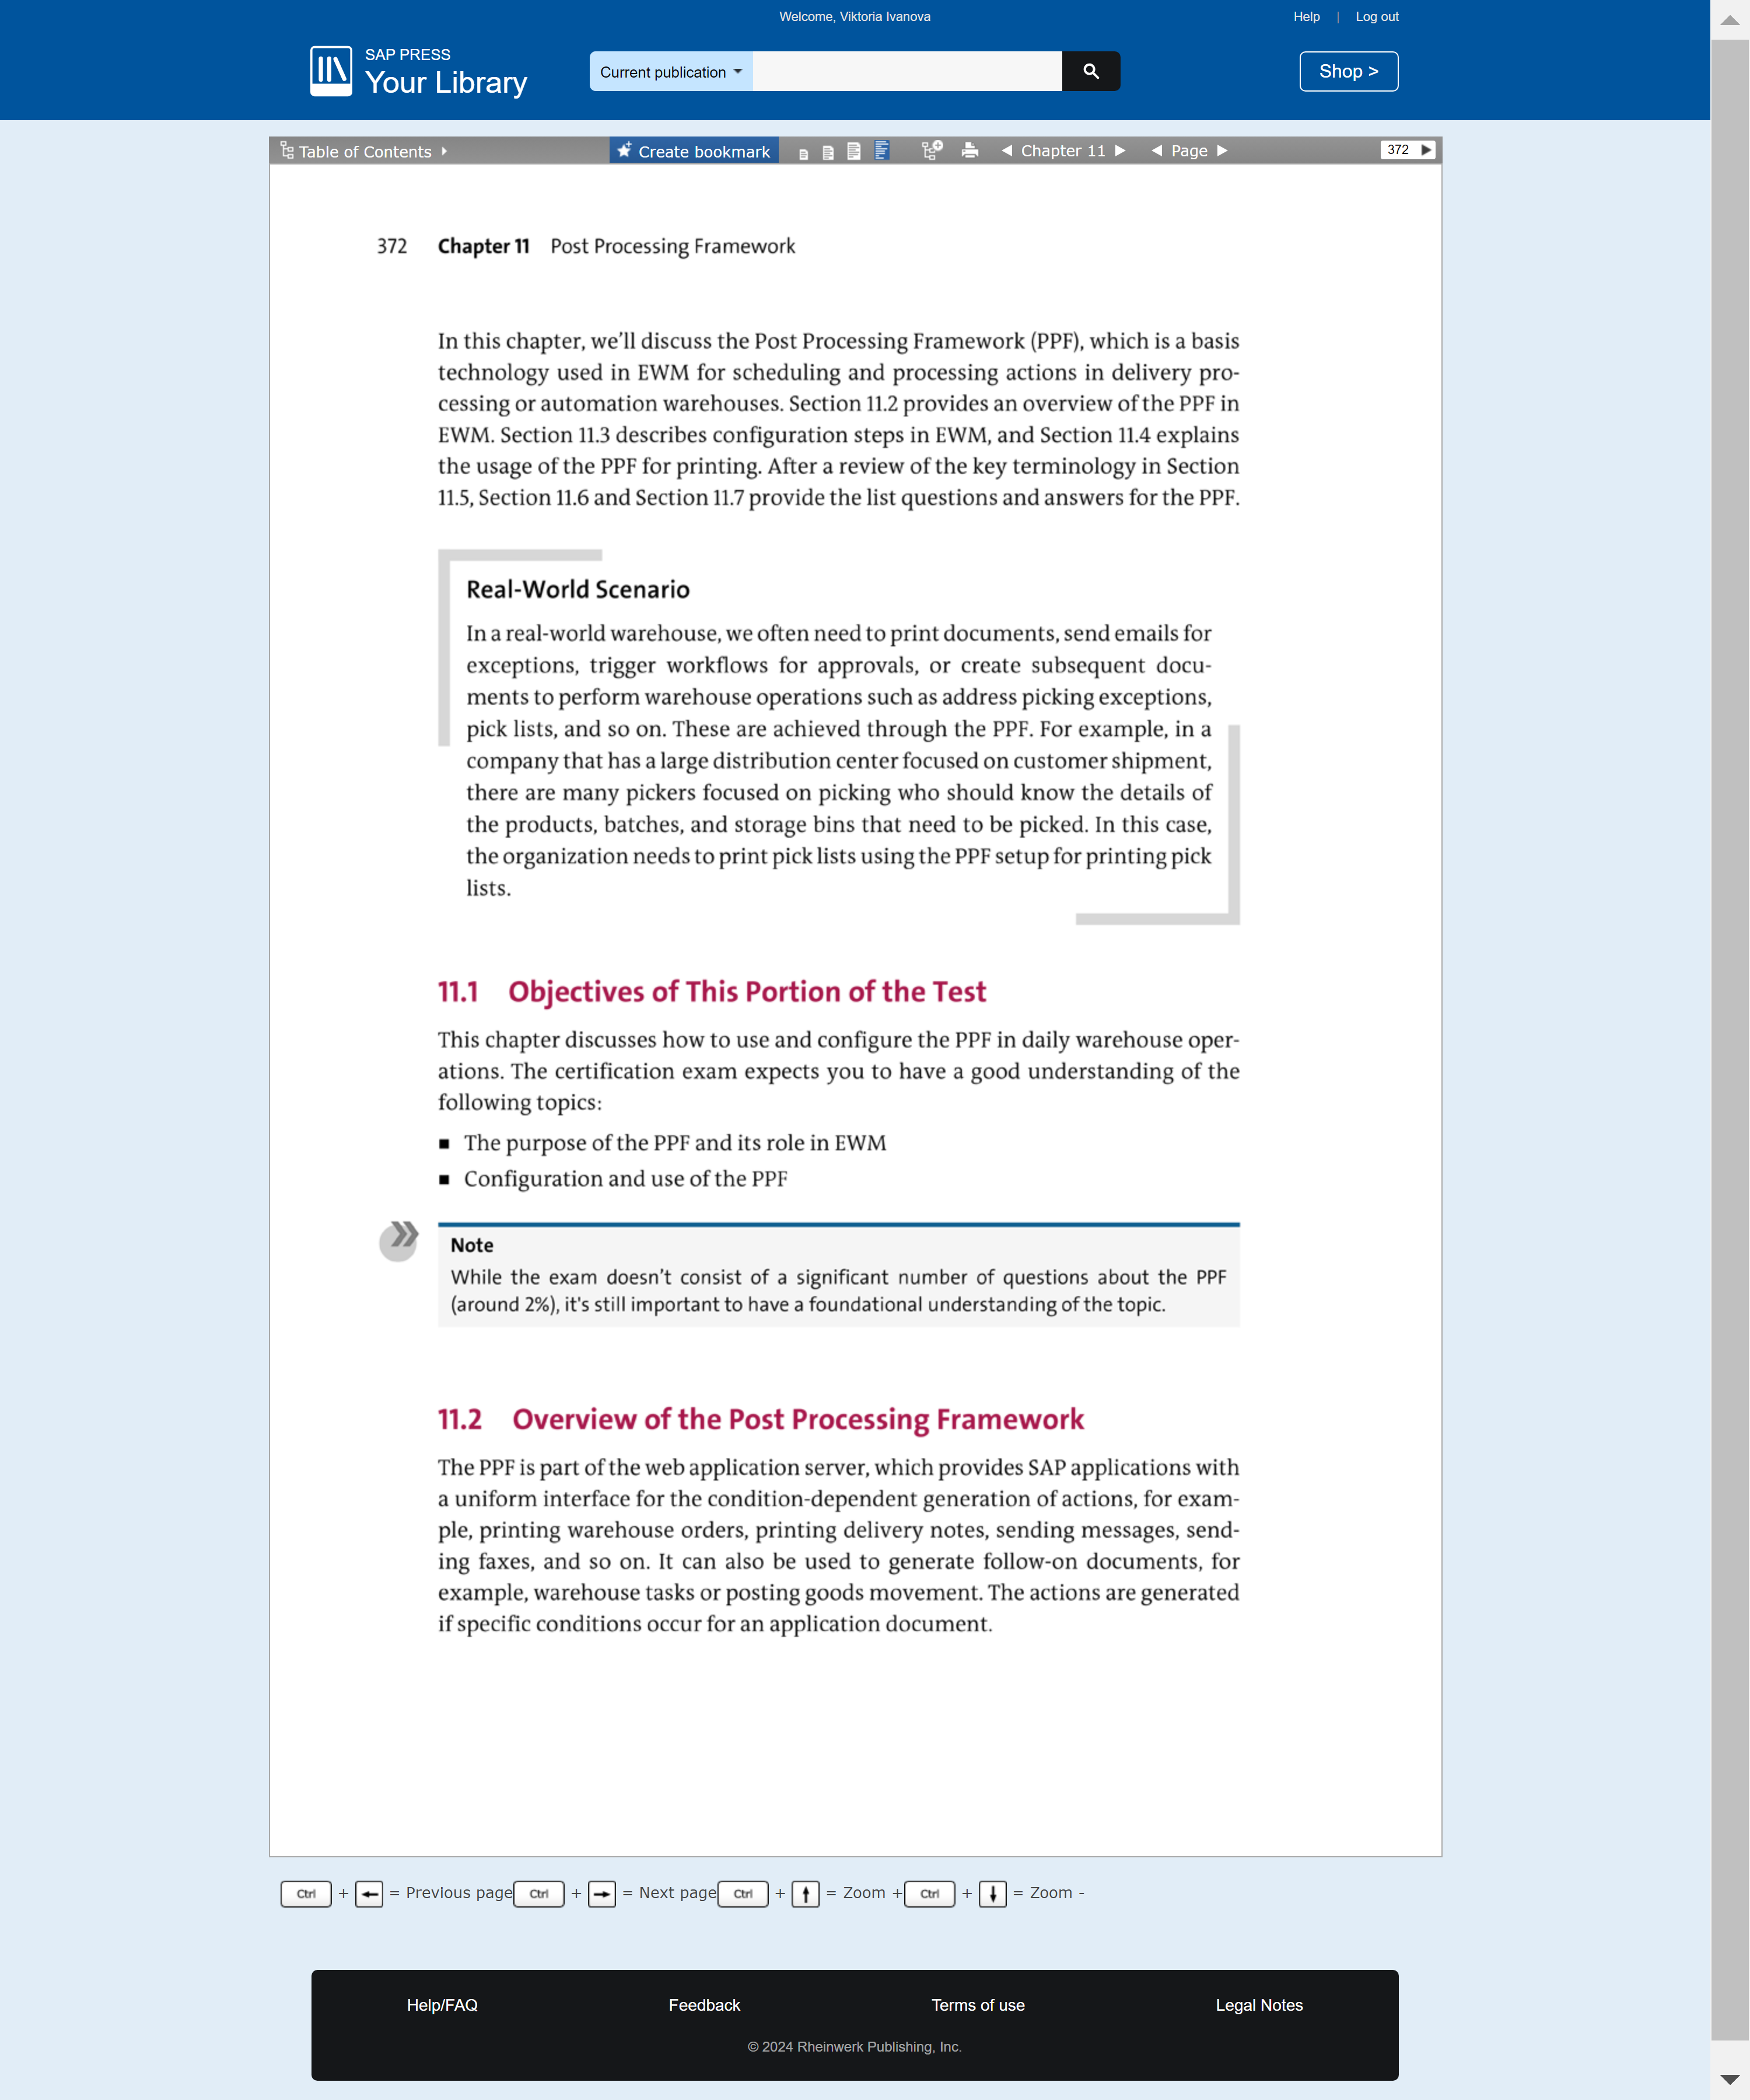 Welcome, Viktoria Ivanova
Help | Log out
SAP PRESS
Your Library
Current publication
Shop >
Table of Contents
Create bookmark
Chapter 11
Page
372
372 Chapter 11 Post Processing Framework
In this chapter, we’ll discuss the Post Processing Framework (PPF), which is a basis
technology used in EWM for scheduling and processing actions in delivery pro-
cessing or automation warehouses. Section 11.2 provides an overview of the PPF in
EWM. Section 11.3 describes configuration steps in EWM, and Section 11.4 explains
the usage of the PPF for printing. After a review of the key terminology in Section
11.5, Section 11.6 and Section 11.7 provide the list questions and answers for the PPF.
Real-World Scenario
In a real-world warehouse, we often need to print documents, send emails for
exceptions, trigger workflows for approvals, or create subsequent docu-
ments to perform warehouse operations such as address picking exceptions,
pick lists, and so on. These are achieved through the PPF. For example, in a
company that has a large distribution center focused on customer shipment,
there are many pickers focused on picking who should know the details of
the products, batches, and storage bins that need to be picked. In this case,
the organization needs to print pick lists using the PPF setup for printing pick
lists.
11.1 Objectives of This Portion of the Test
This chapter discusses how to use and configure the PPF in daily warehouse oper-
ations. The certification exam expects you to have a good understanding of the
following topics:
■ The purpose of the PPF and its role in EWM
■ Configuration and use of the PPF
Note
While the exam doesn’t consist of a significant number of questions about the PPF
(around 2%), it's still important to have a foundational understanding of the topic.
11.2 Overview of the Post Processing Framework
The PPF is part of the web application server, which provides SAP applications with
a uniform interface for the condition-dependent generation of actions, for exam-
ple, printing warehouse orders, printing delivery notes, sending messages, send-
ing faxes, and so on. It can also be used to generate follow-on documents, for
example, warehouse tasks or posting goods movement. The actions are generated
if specific conditions occur for an application document.
Ctrl + ← = Previous page Ctrl + → = Next page Ctrl + ↑ = Zoom + Ctrl + ↓ = Zoom -
Help/FAQ Feedback Terms of use Legal Notes
© 2024 Rheinwerk Publishing, Inc.